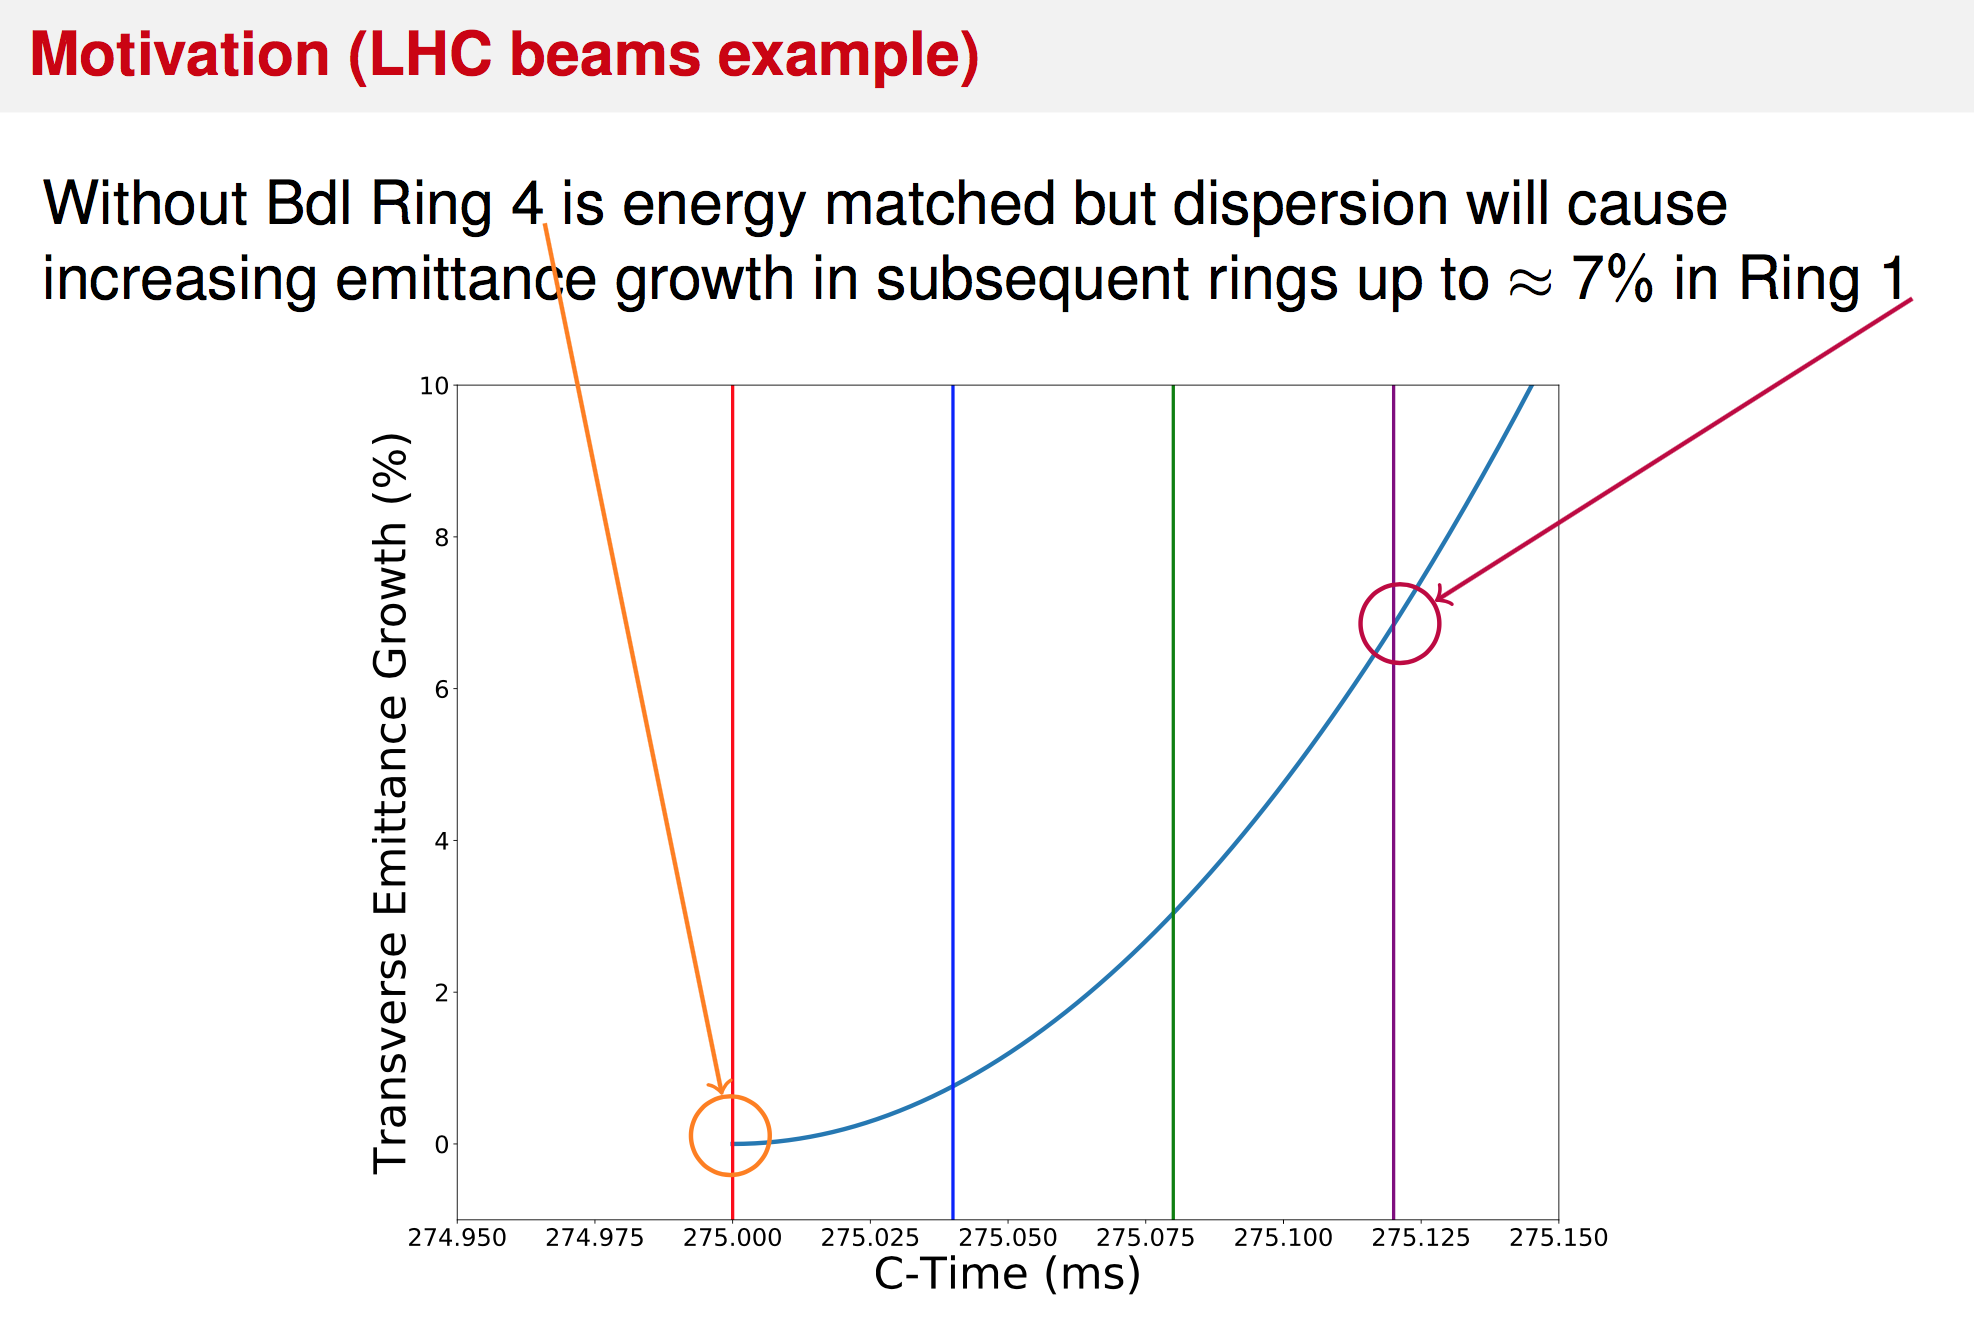 Motivation (LHC beams example)
Without Bdl Ring 4 is energy matched but dispersion will cause
increasing emittance growth in subsequent rings up to ≈ 7% in Ring 1
Transverse Emittance Growth (%)
10
8
6
4
2
0
274.950 274.975 275.000 275.025 275.050 275.075 275.100 275.125 275.150
C-Time (ms)